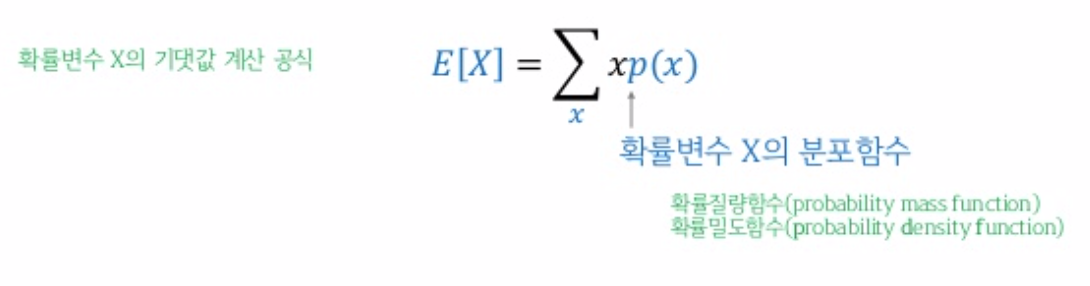 확률변수 X의 기댓값 계산 공식
E[X] = ∑ xp(x)
x
확률변수 X의 분포함수
확률질량함수(probability mass function)
확률밀도함수(probability density function)